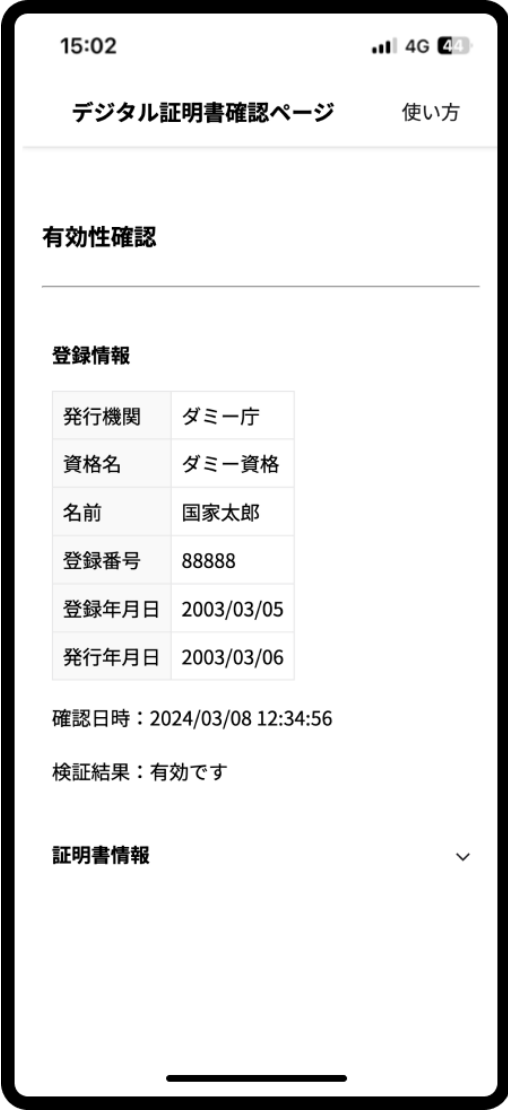 15:02 4G 44
デジタル証明書確認ページ 使い方
有効性確認
登録情報
発行機関 ダミー庁
資格名 ダミー資格
名前 国家太郎
登録番号 88888
登録年月日 2003/03/05
発行年月日 2003/03/06
確認日時：2024/03/08 12:34:56
検証結果：有効です
証明書情報